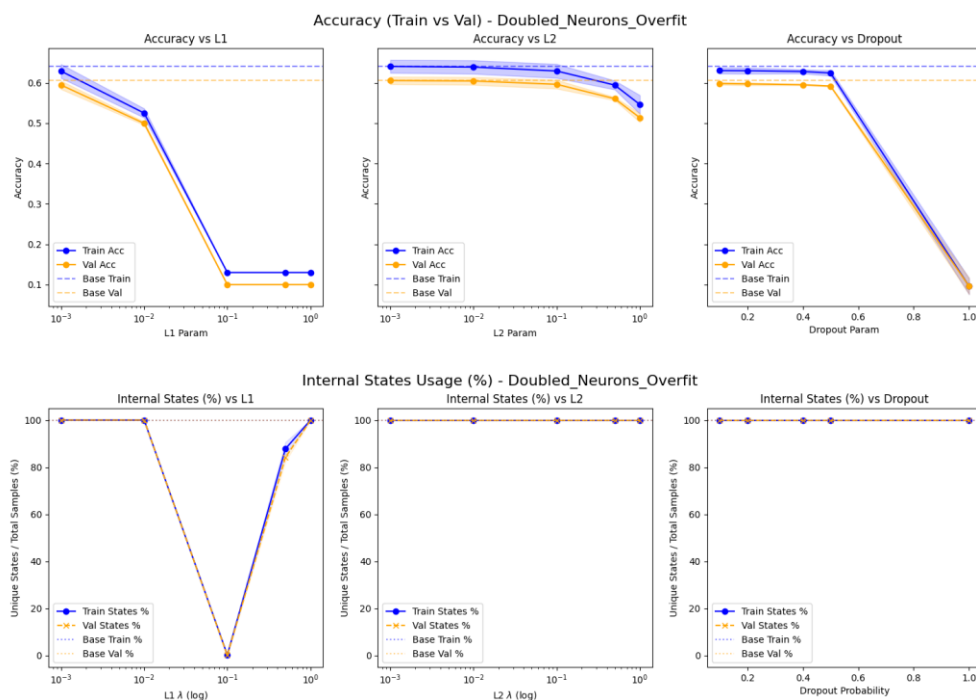 Accuracy (Train vs Val) - Doubled_Neurons_Overfit
Accuracy vs L1
Accuracy
0.6
0.5
0.4
0.3
0.2
0.1
Train Acc
Val Acc
Base Train
Base Val
10⁻³
10⁻²
10⁻¹
10⁰
L1 Param
Accuracy vs L2
Accuracy
Train Acc
Val Acc
Base Train
Base Val
10⁻³
10⁻²
10⁻¹
10⁰
L2 Param
Accuracy vs Dropout
Accuracy
Train Acc
Val Acc
Base Train
Base Val
0.2
0.4
0.6
0.8
1.0
Dropout Param
Internal States Usage (%) - Doubled_Neurons_Overfit
Internal States (%) vs L1
Unique States / Total Samples (%)
100
80
60
40
20
0
Train States %
Val States %
Base Train %
Base Val %
10⁻³
10⁻²
10⁻¹
10⁰
L1 λ (log)
Internal States (%) vs L2
Unique States / Total Samples (%)
100
80
60
40
20
0
Train States %
Val States %
Base Train %
Base Val %
10⁻³
10⁻²
10⁻¹
10⁰
L2 λ (log)
Internal States (%) vs Dropout
Unique States / Total Samples (%)
100
80
60
40
20
0
Train States %
Val States %
Base Train %
Base Val %
0.2
0.4
0.6
0.8
1.0
Dropout Probability